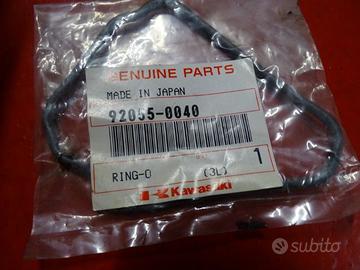 GENUINE PARTS
MADE IN JAPAN
92055-0040
1
RING-O (3L)
Kawasaki
subito